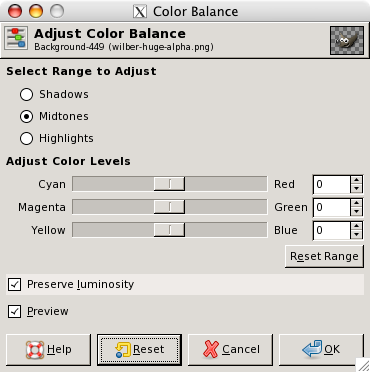 Color Balance
Adjust Color Balance
Background-449 (wilber-huge-alpha.png)
Select Range to Adjust
Shadows
Midtones
Highlights
Adjust Color Levels
Cyan Red 0
Magenta Green 0
Yellow Blue 0
Reset Range
Preserve luminosity
Preview
Help Reset Cancel OK